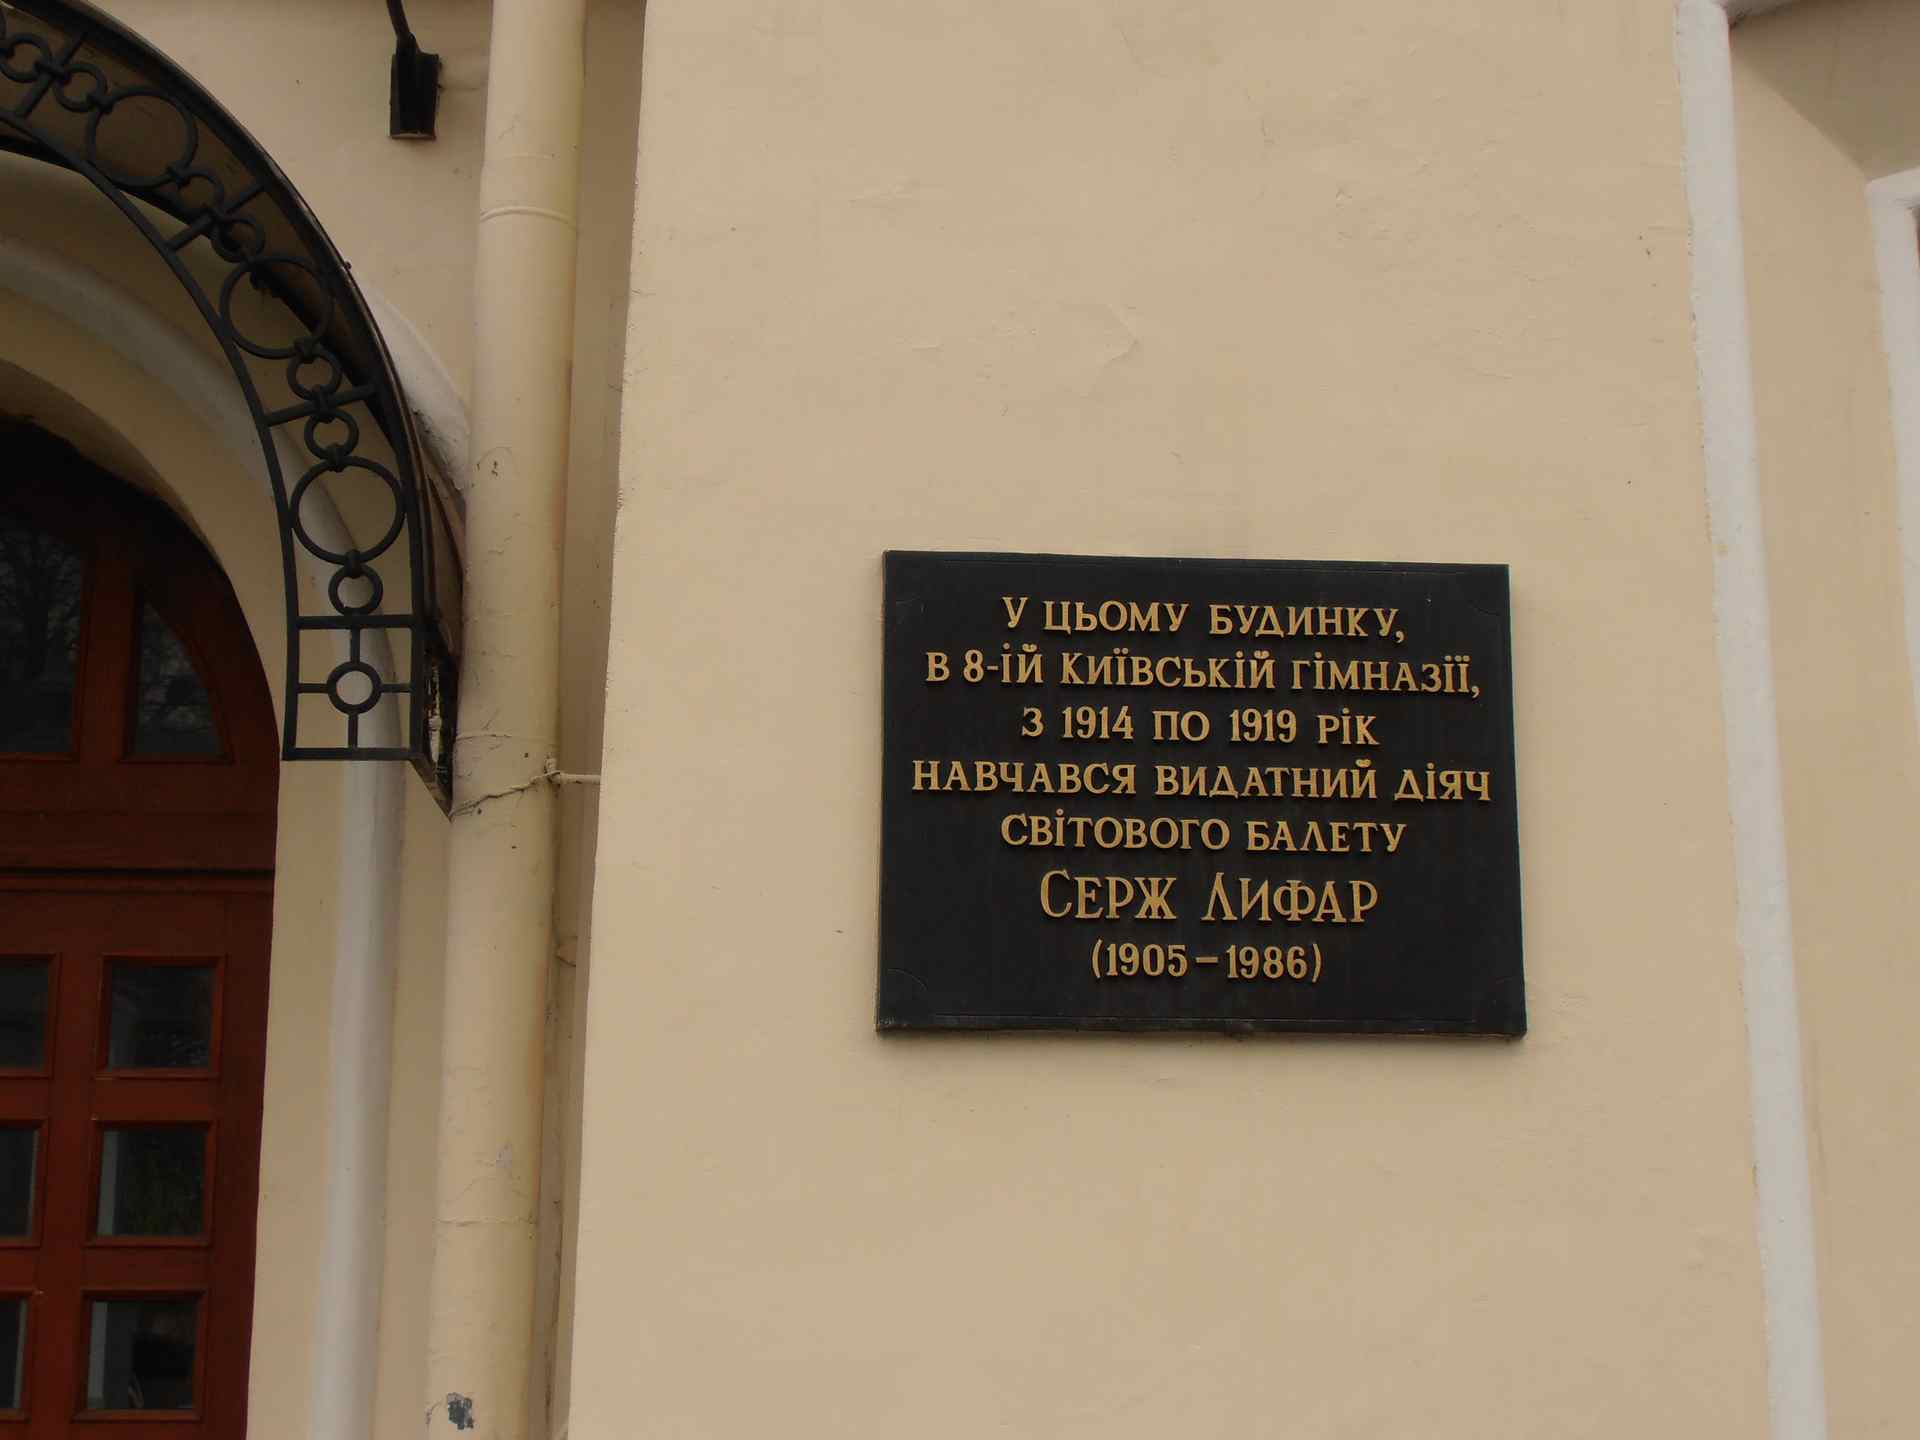 У ЦЬОМУ БУДИНКУ,
В 8-ІЙ КИЇВСЬКІЙ ГІМНАЗІЇ,
З 1914 ПО 1919 РІК
НАВЧАВСЯ ВИДАТНИЙ ДІЯЧ
СВІТОВОГО БАЛЕТУ
СЕРЖ ЛИФАР
(1905 – 1986)